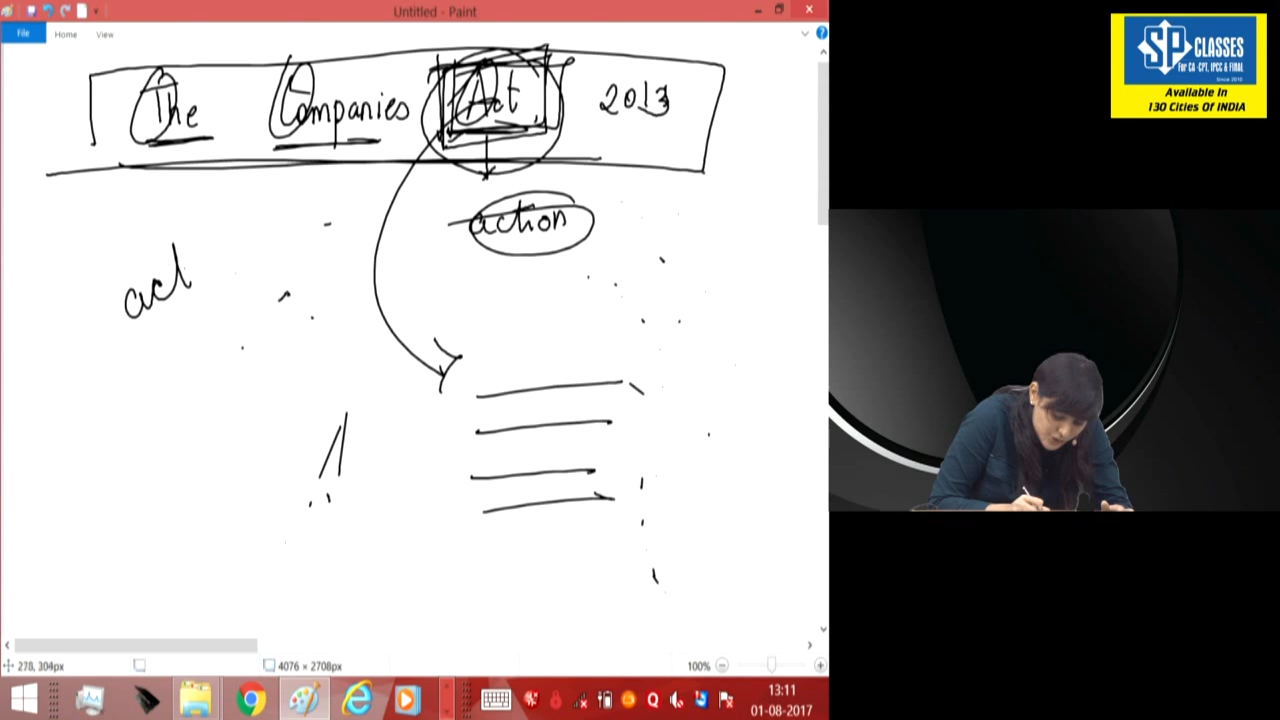 Untitled - Paint
File Home View
The Companies Act 2013
action
act
278, 304px
4076 × 2708px
100%
13:11
01-08-2017
SP CLASSES
For CA -CPT, IPCC & FINAL
Since 2010
Available In
130 Cities Of INDIA